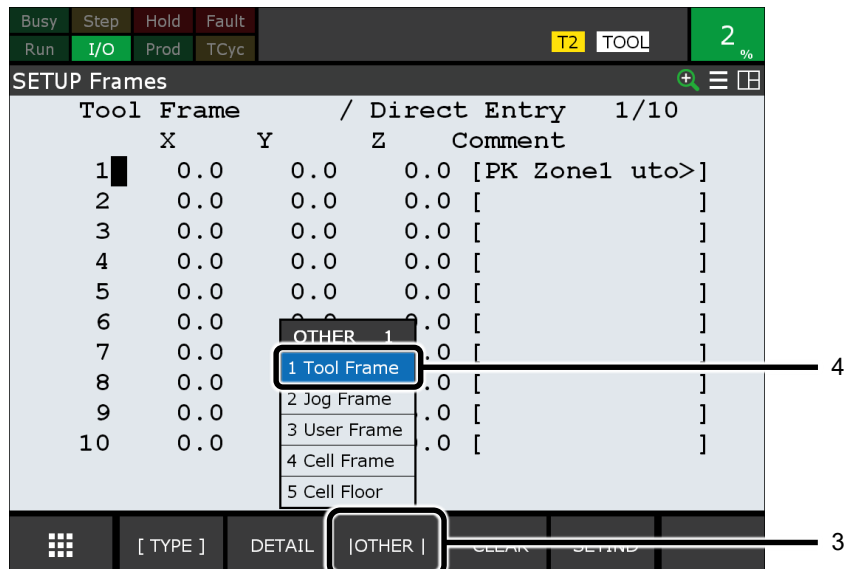 Busy Step Hold Fault
Run I/O Prod TCyc T2 TOOL 2 %
SETUP Frames
Tool Frame / Direct Entry 1/10
X Y Z Comment
1 0.0 0.0 0.0 [PK Zone1 uto>]
2 0.0 0.0 0.0 [ ]
3 0.0 0.0 0.0 [ ]
4 0.0 0.0 0.0 [ ]
5 0.0 0.0 0.0 [ ]
6 0.0 .0 [ ]
OTHER 1
7 0.0 .0 [ ]
1 Tool Frame 4
8 0.0 .0 [ ]
2 Jog Frame
9 0.0 .0 [ ]
3 User Frame
10 0.0 .0 [ ]
4 Cell Frame
5 Cell Floor
[ TYPE ] DETAIL |OTHER | 3